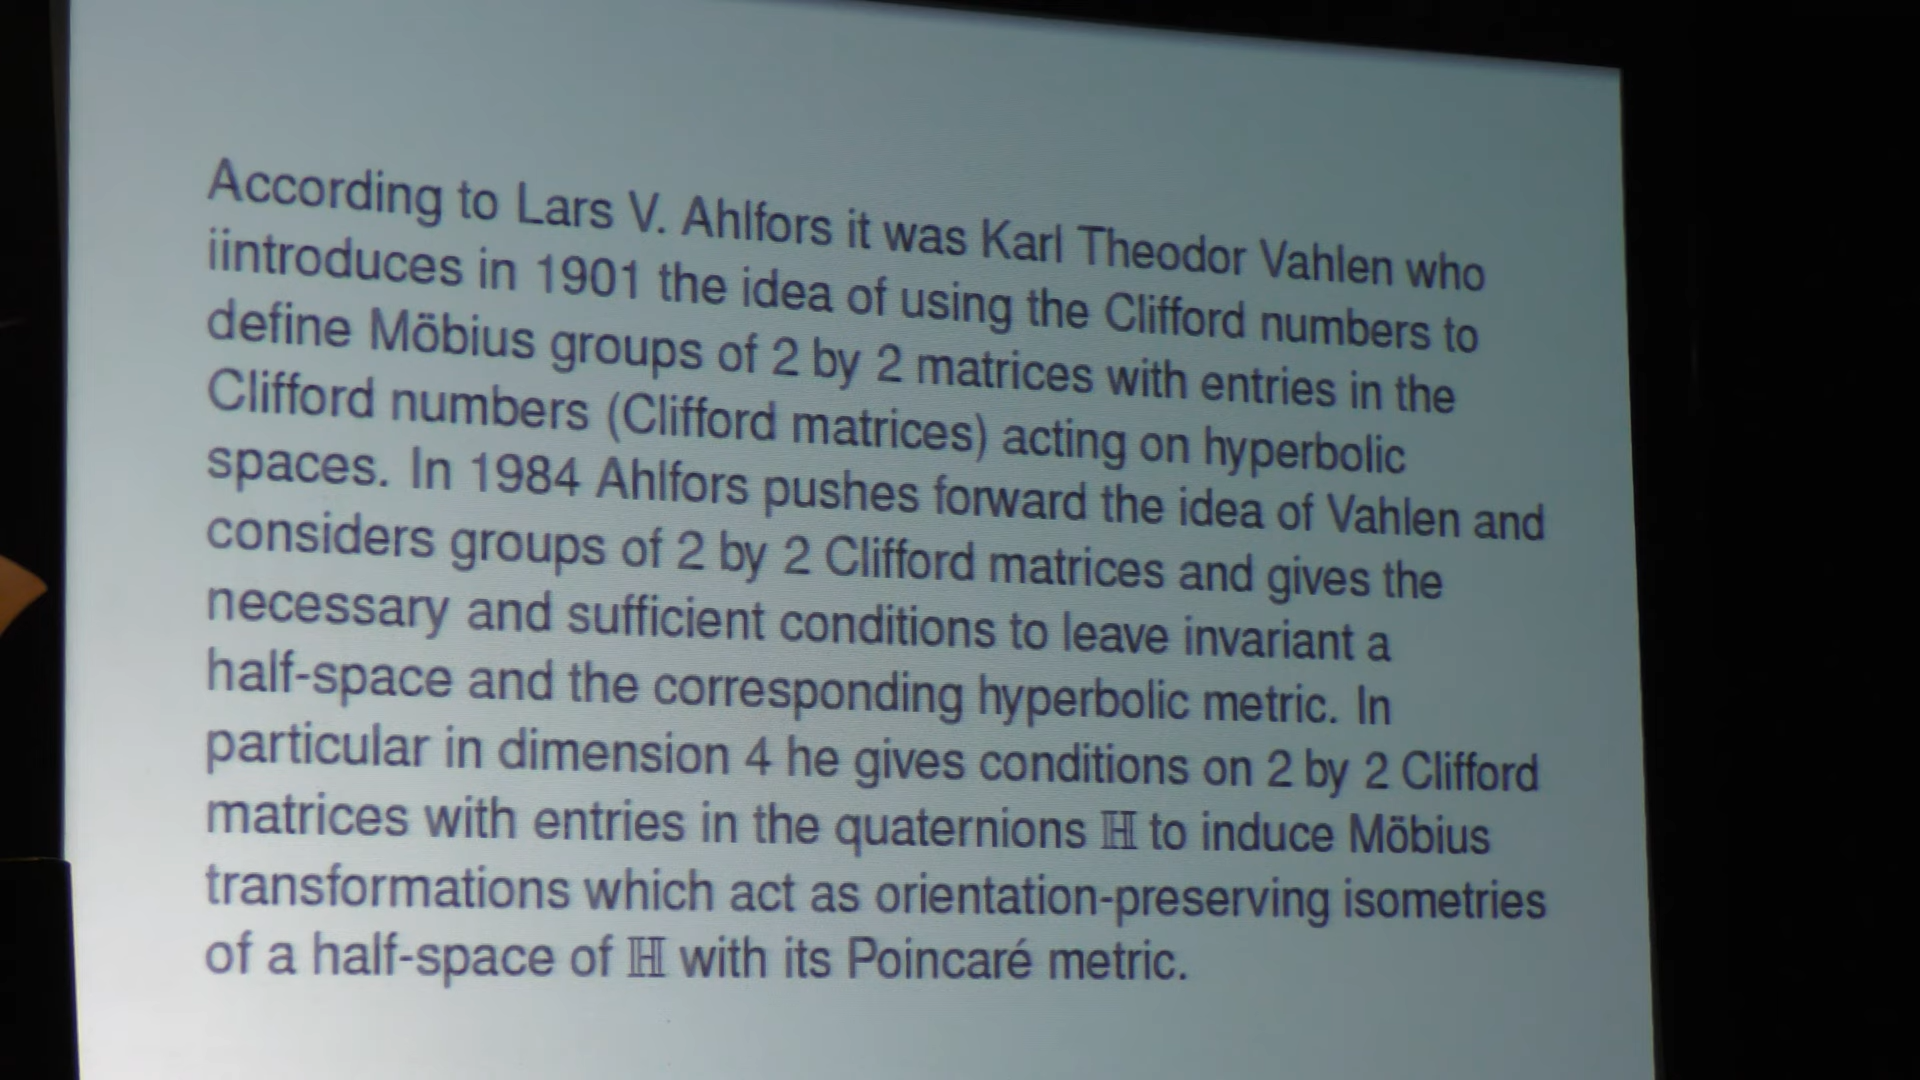 According to Lars V. Ahlfors it was Karl Theodor Vahlen who
iintroduces in 1901 the idea of using the Clifford numbers to
define Möbius groups of 2 by 2 matrices with entries in the
Clifford numbers (Clifford matrices) acting on hyperbolic
spaces. In 1984 Ahlfors pushes forward the idea of Vahlen and
considers groups of 2 by 2 Clifford matrices and gives the
necessary and sufficient conditions to leave invariant a
half-space and the corresponding hyperbolic metric. In
particular in dimension 4 he gives conditions on 2 by 2 Clifford
matrices with entries in the quaternions ℍ to induce Möbius
transformations which act as orientation-preserving isometries
of a half-space of ℍ with its Poincaré metric.